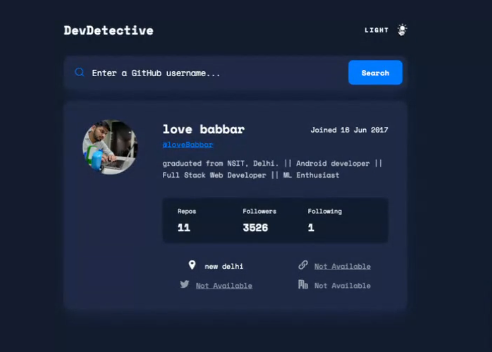 DevDetective
LIGHT
Enter a GitHub username...
Search
love babbar
Joined 18 Jun 2017
@loveBabbar
graduated from NSIT, Delhi. || Android developer ||
Full Stack Web Developer || ML Enthusiast
Repos Followers Following
11 3526 1
new delhi
Not Available
Not Available
Not Available